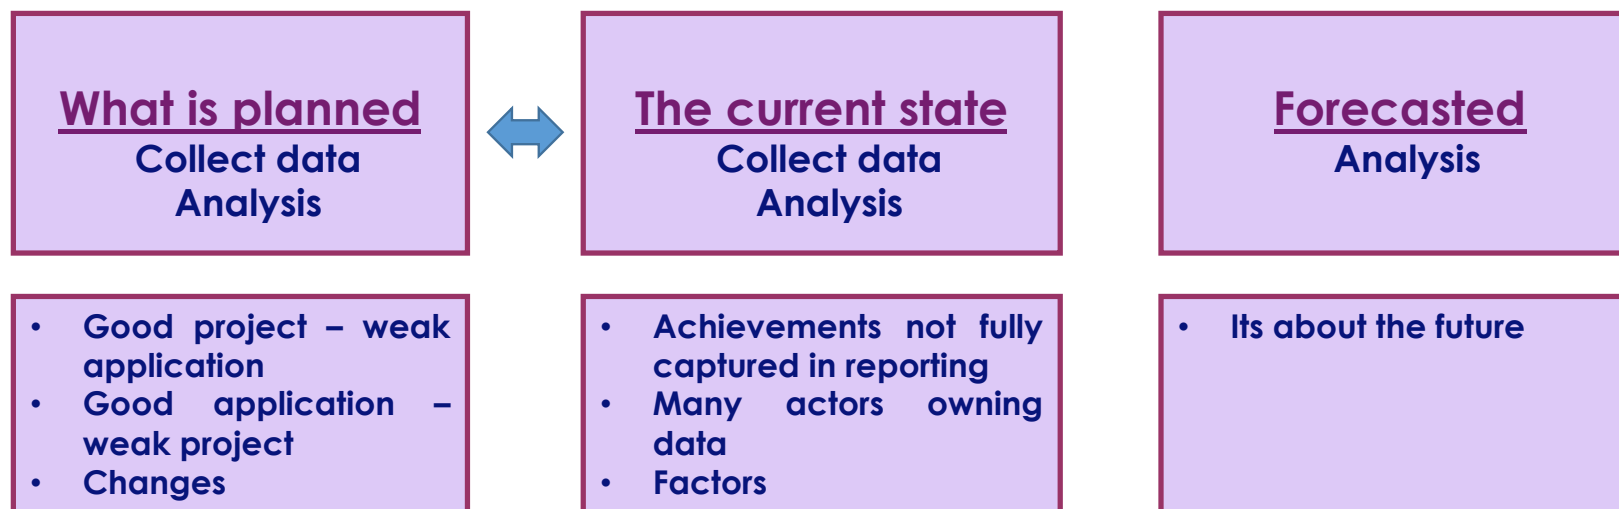 What is planned
Collect data
Analysis
The current state
Collect data
Analysis
Forecasted
Analysis
• Good project – weak
application
• Good application –
weak project
• Changes
• Achievements not fully
captured in reporting
• Many actors owning
data
• Factors
• Its about the future